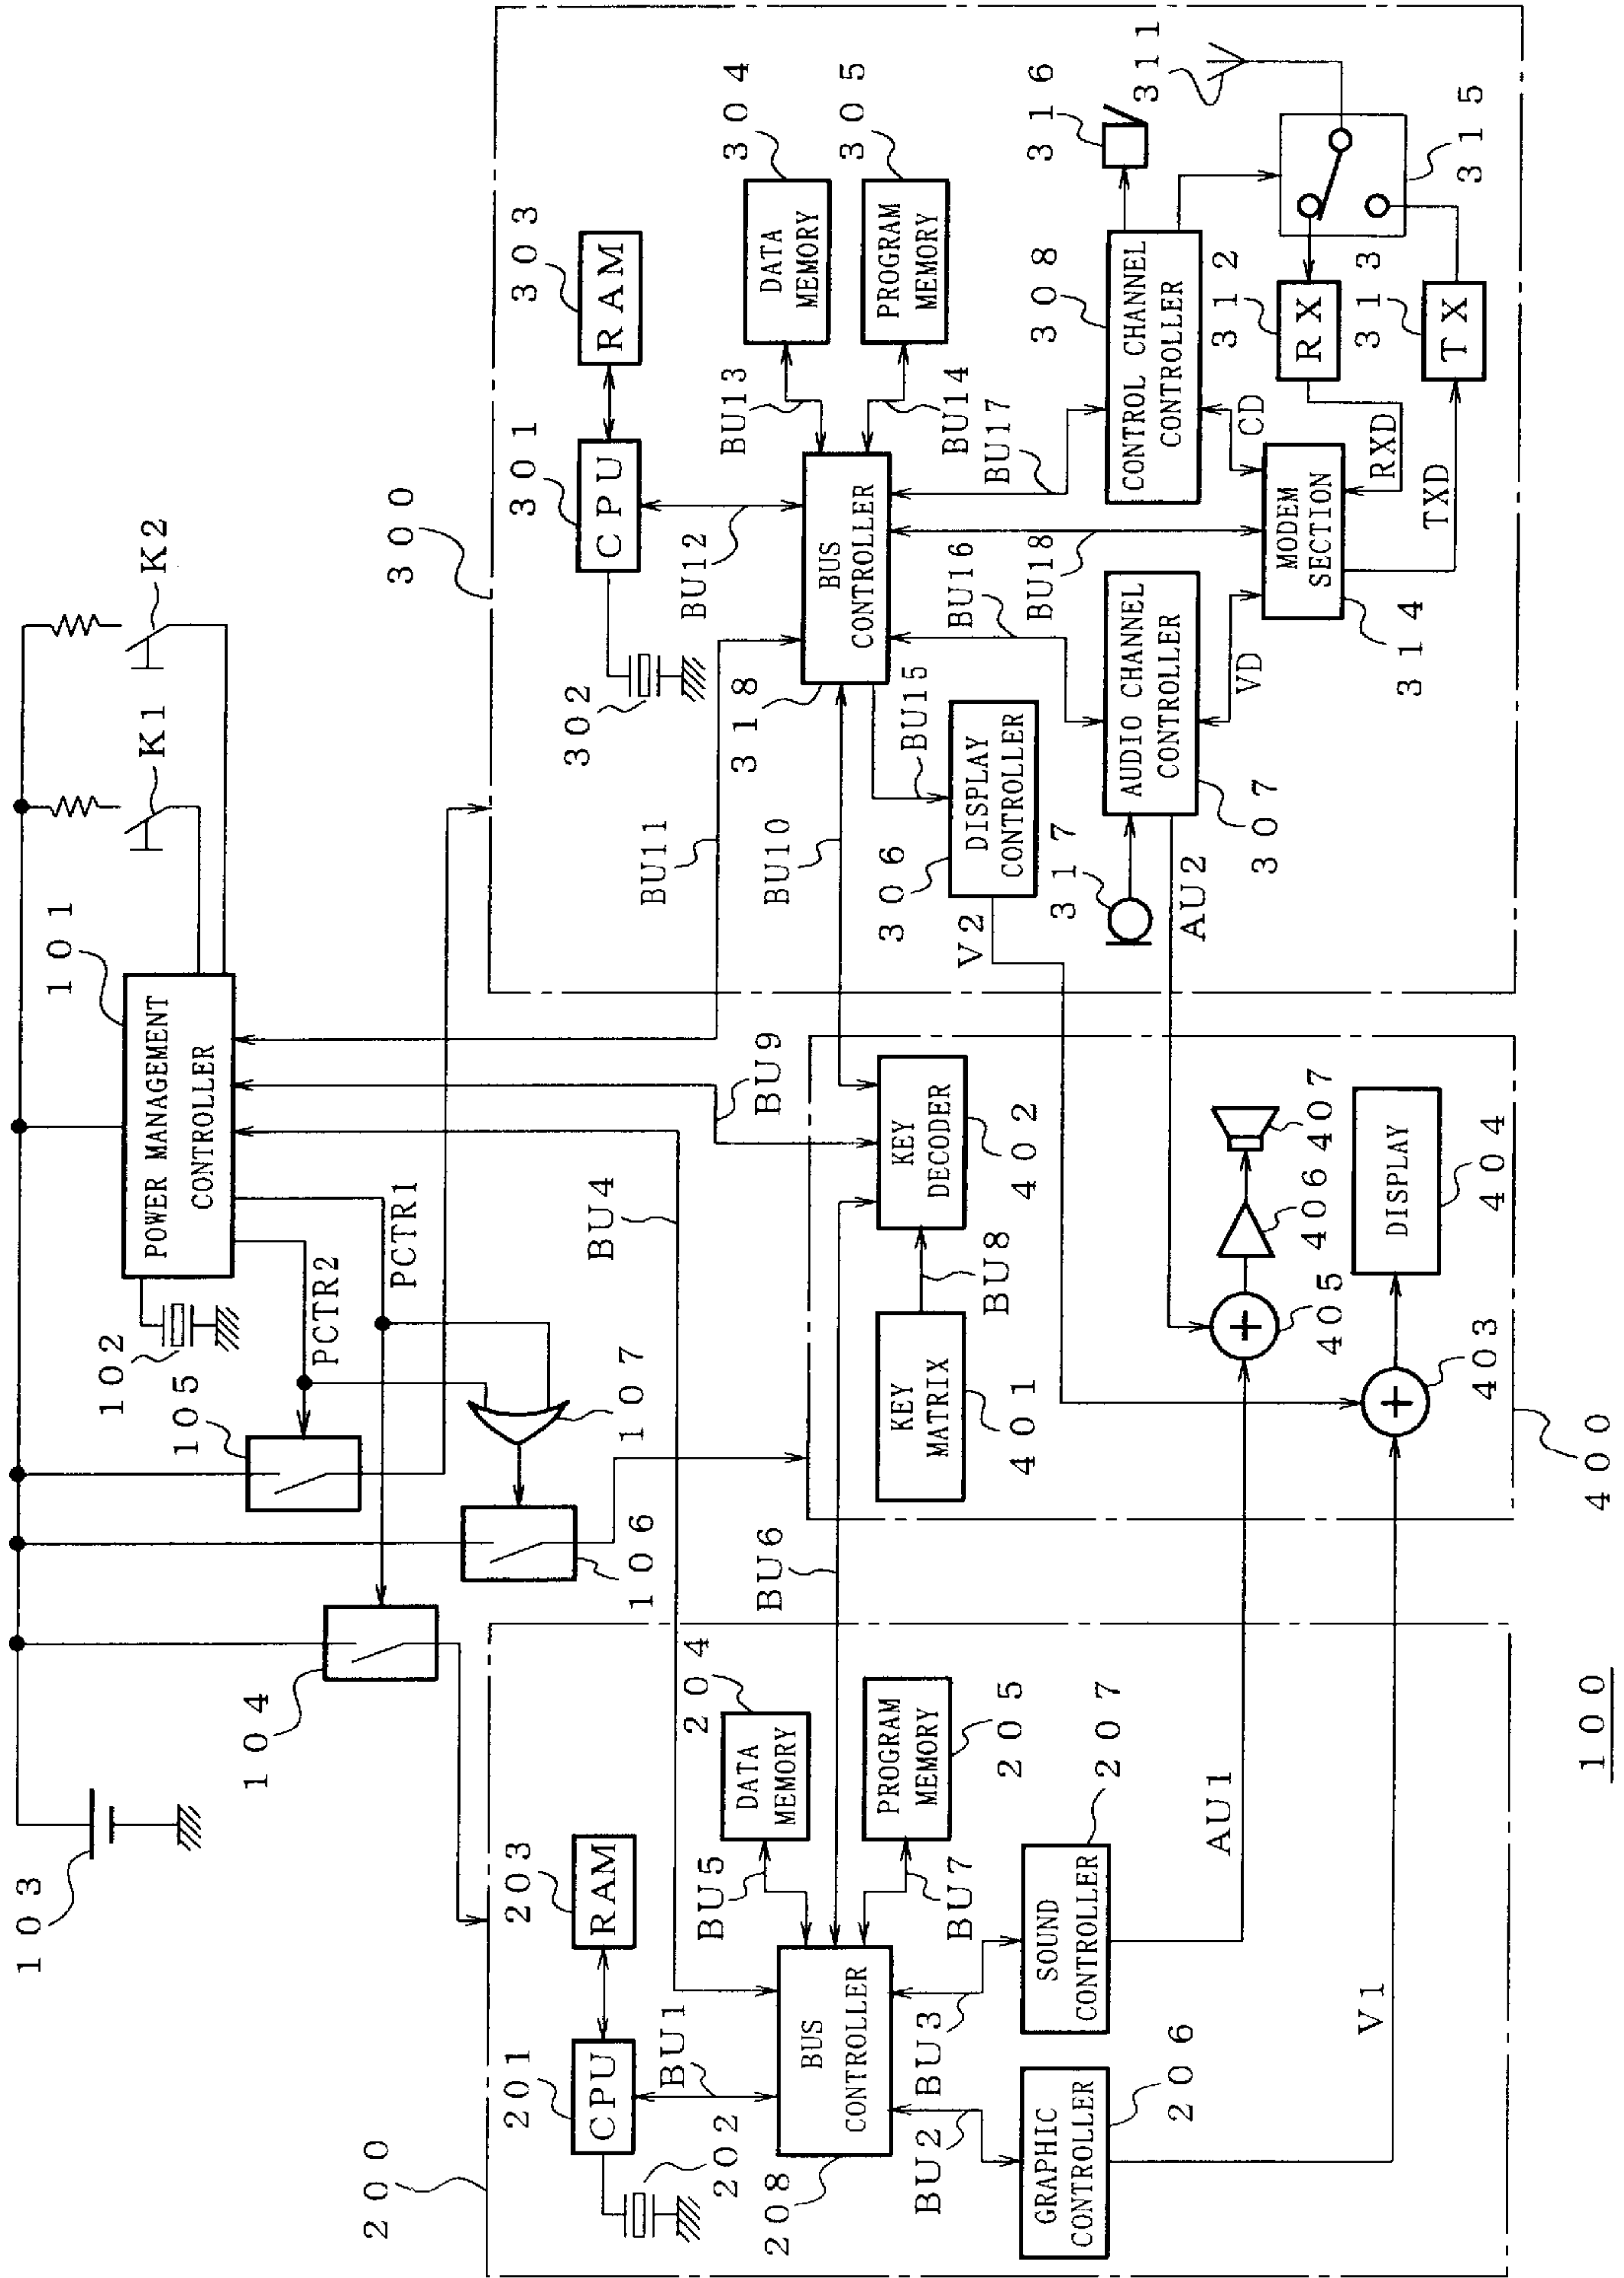 103
104
105
102
101
POWER MANAGEMENT
CONTROLLER
K1
K2
PCTR2
PCTR1
106
107
200
201
CPU
203
RAM
202
BU1
204
DATA
MEMORY
BU5
208
BUS
CONTROLLER
BU7
PROGRAM
MEMORY
205
BU2
BU3
GRAPHIC
CONTROLLER
206
SOUND
CONTROLLER
207
AU1
V1
BU4
BU6
BU9
KEY
MATRIX
401
BU8
KEY
DECODER
402
405
406
407
403
DISPLAY
404
400
300
301
CPU
303
RAM
302
BU12
BU11
BU10
318
BUS
CONTROLLER
BU13
DATA
MEMORY
304
BU14
PROGRAM
MEMORY
305
BU15
306
DISPLAY
CONTROLLER
V2
BU16
BU18
BU17
317
AUDIO CHANNEL
CONTROLLER
307
AU2
VD
308
CONTROL CHANNEL
CONTROLLER
316
311
CD
MODEM
SECTION
314
RXD
TXD
312
RX
313
TX
315
100